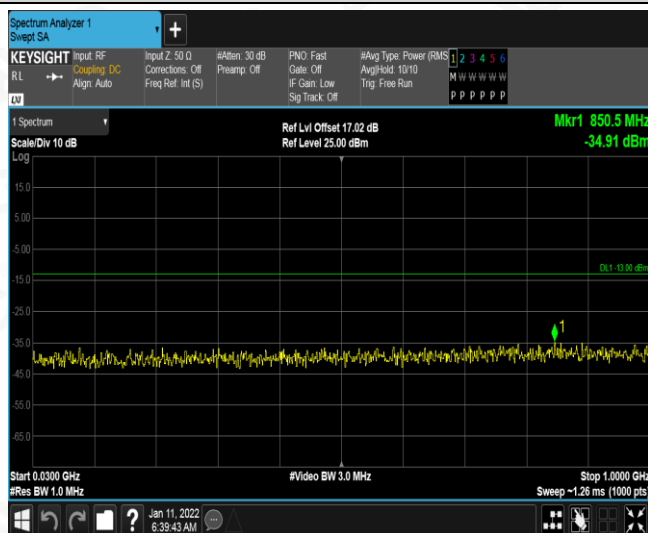 Spectrum Analyzer 1
Swept SA
+
KEYSIGHT
RL
Input: RF
Coupling: DC
Align: Auto
Input Z: 50 Ω
Corrections: Off
Freq Ref: Int (S)
#Atten: 30 dB
Preamp: Off
PNO: Fast
Gate: Off
IF Gain: Low
Sig Track: Off
#Avg Type: Power (RMS
Avg|Hold: 10/10
Trig: Free Run
1 2 3 4 5 6
M W W W W W
P P P P P P
LXI
1 Spectrum
Scale/Div 10 dB
Ref Lvl Offset 17.02 dB
Ref Level 25.00 dBm
Mkr1 850.5 MHz
-34.91 dBm
Log
15.0
5.00
-5.00
DL1 -13.00 dBm
-15.0
-25.0
1
-35.0
-45.0
-55.0
-65.0
Start 0.0300 GHz
#Res BW 1.0 MHz
#Video BW 3.0 MHz
Stop 1.0000 GHz
Sweep ~1.26 ms (1000 pts)
?
Jan 11, 2022
6:39:43 AM